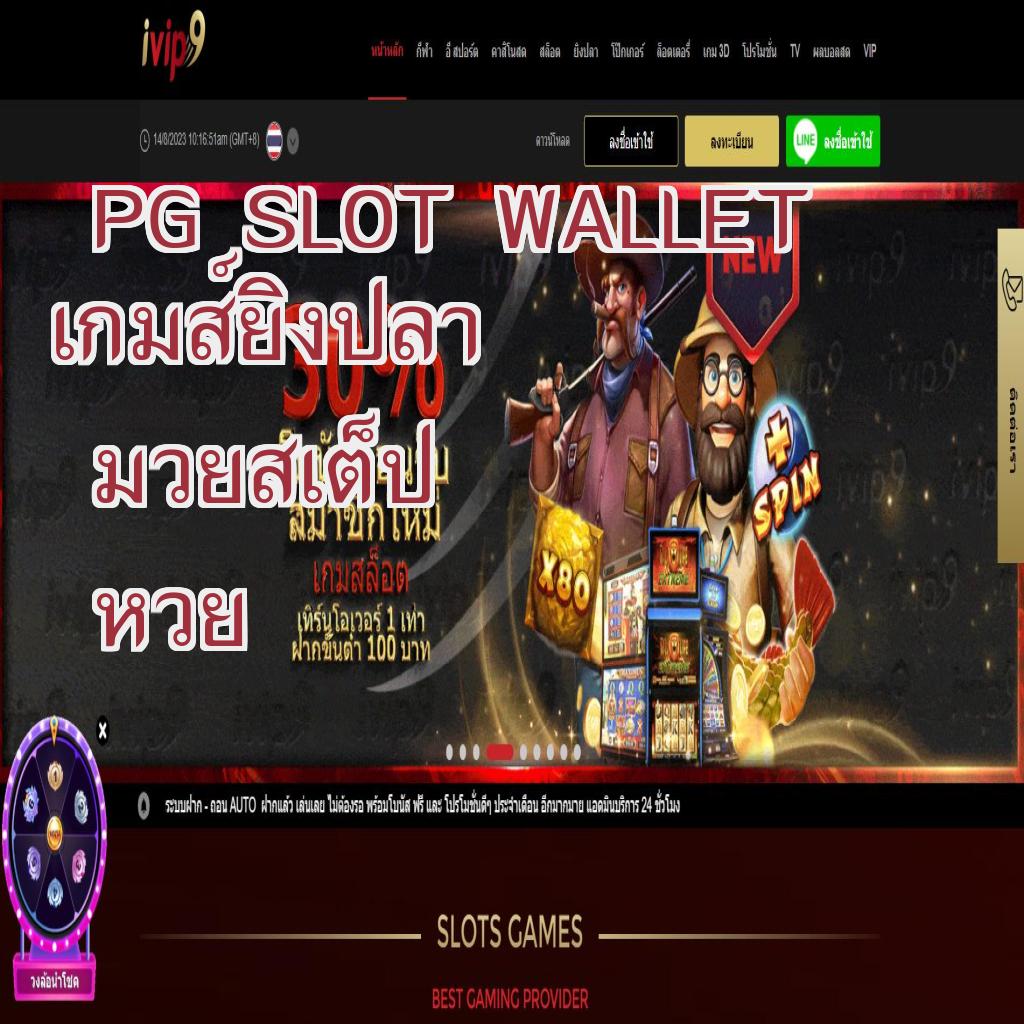 ivip9
หน้าหลัก กีฬา อี สปอร์ต คาสิโนสด สล็อต ยิงปลา โป๊กเกอร์ ล็อตเตอรี่ เกม 3D โปรโมชั่น TV ผลบอลสด VIP
14/8/2023 10:16:51am (GMT+8) ดาวน์โหลด ลงชื่อเข้าใช้ ลงทะเบียน LINE ลงชื่อเข้าใช้
PG SLOT WALLET
NEW
เกมส์ยิงปลา
%
ติดต่อเรา
มวยสเต็ป
+
SPIN
สมาชิกใหม่
เกมสล็อต
X80
EXTREME
หวย
เทิร์นโอเวอร์ 1 เท่า
ฝากขั้นต่ำ 100 บาท
X
ระบบฝาก - ถอน AUTO ฝากแล้ว เล่นเลย ไม่ต้องรอ พร้อมโบนัส ฟรี และ โปรโมชั่นดีๆ ประจำเดือน อีกมากมาย แอดมินบริการ 24 ชั่วโมง
SLOTS GAMES
วงล้อนำโชค
BEST GAMING PROVIDER